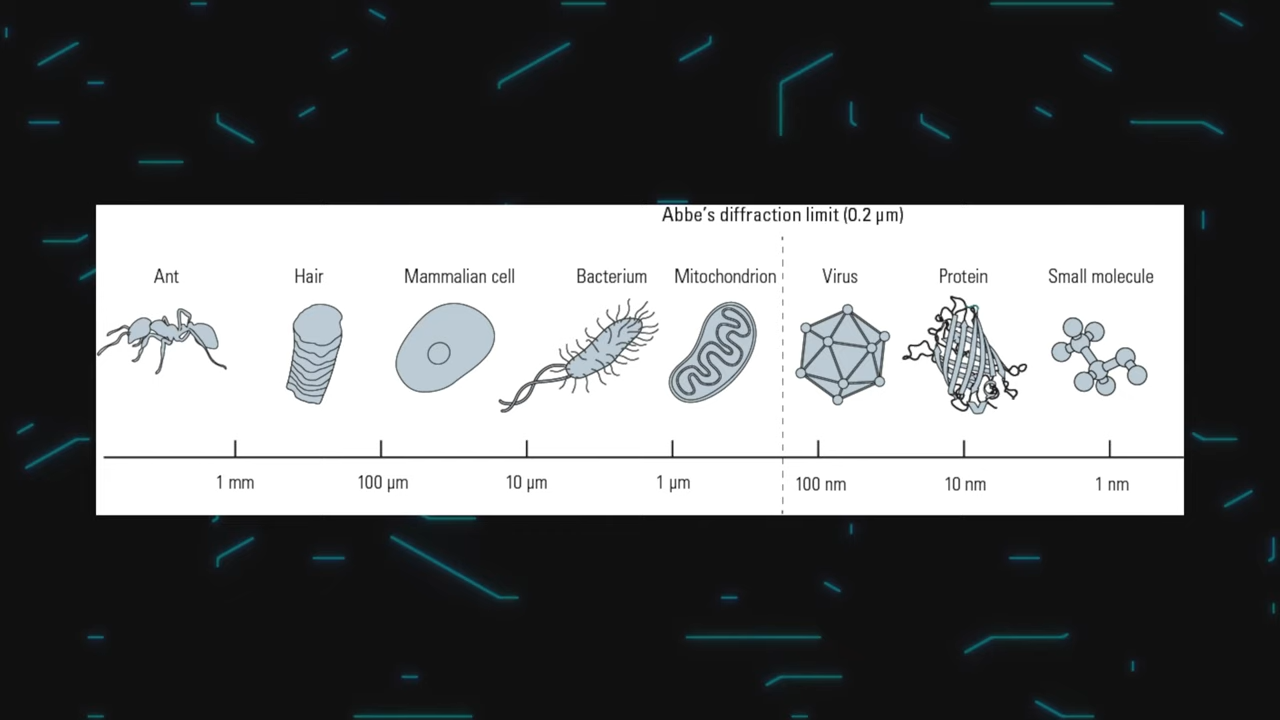 Abbe's diffraction limit (0.2 µm)
Ant
Hair
Mammalian cell
Bacterium
Mitochondrion
Virus
Protein
Small molecule
1 mm
100 µm
10 µm
1 µm
100 nm
10 nm
1 nm